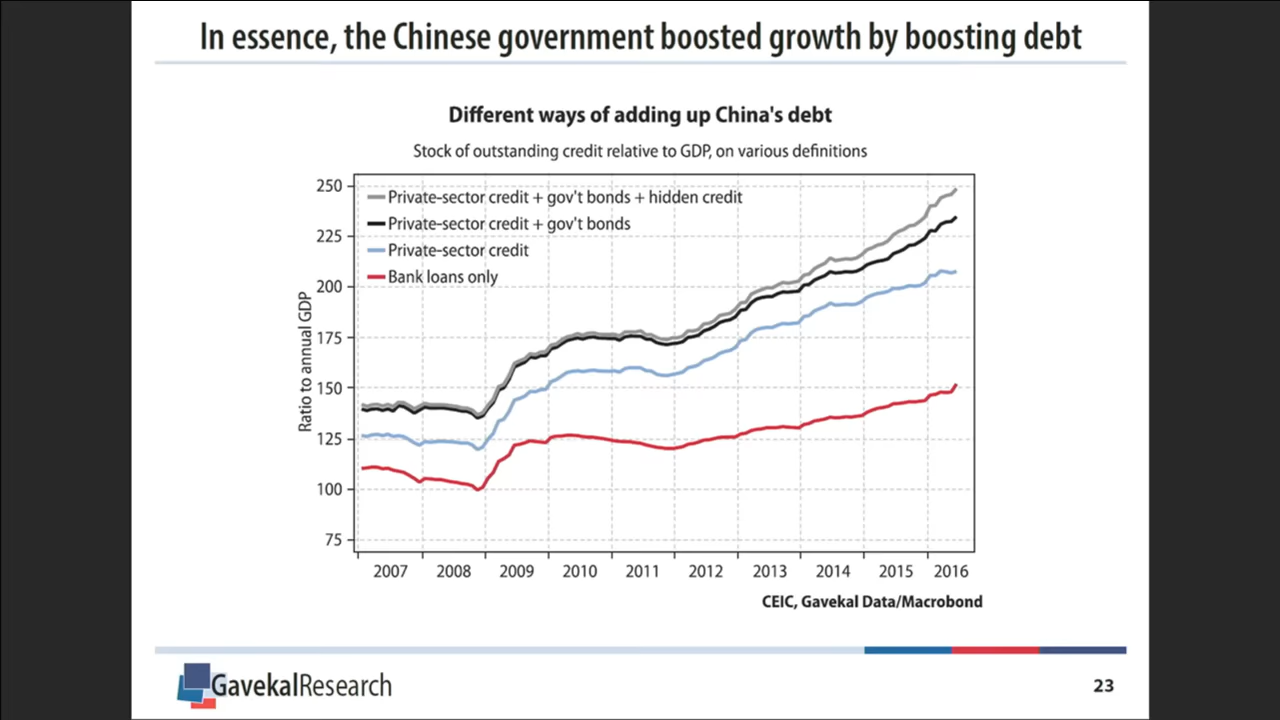 In essence, the Chinese government boosted growth by boosting debt
Different ways of adding up China's debt
Stock of outstanding credit relative to GDP, on various definitions
Ratio to annual GDP
250
225
200
175
150
125
100
75
Private-sector credit + gov't bonds + hidden credit
Private-sector credit + gov't bonds
Private-sector credit
Bank loans only
2007 2008 2009 2010 2011 2012 2013 2014 2015 2016
CEIC, Gavekal Data/Macrobond
GavekalResearch
23